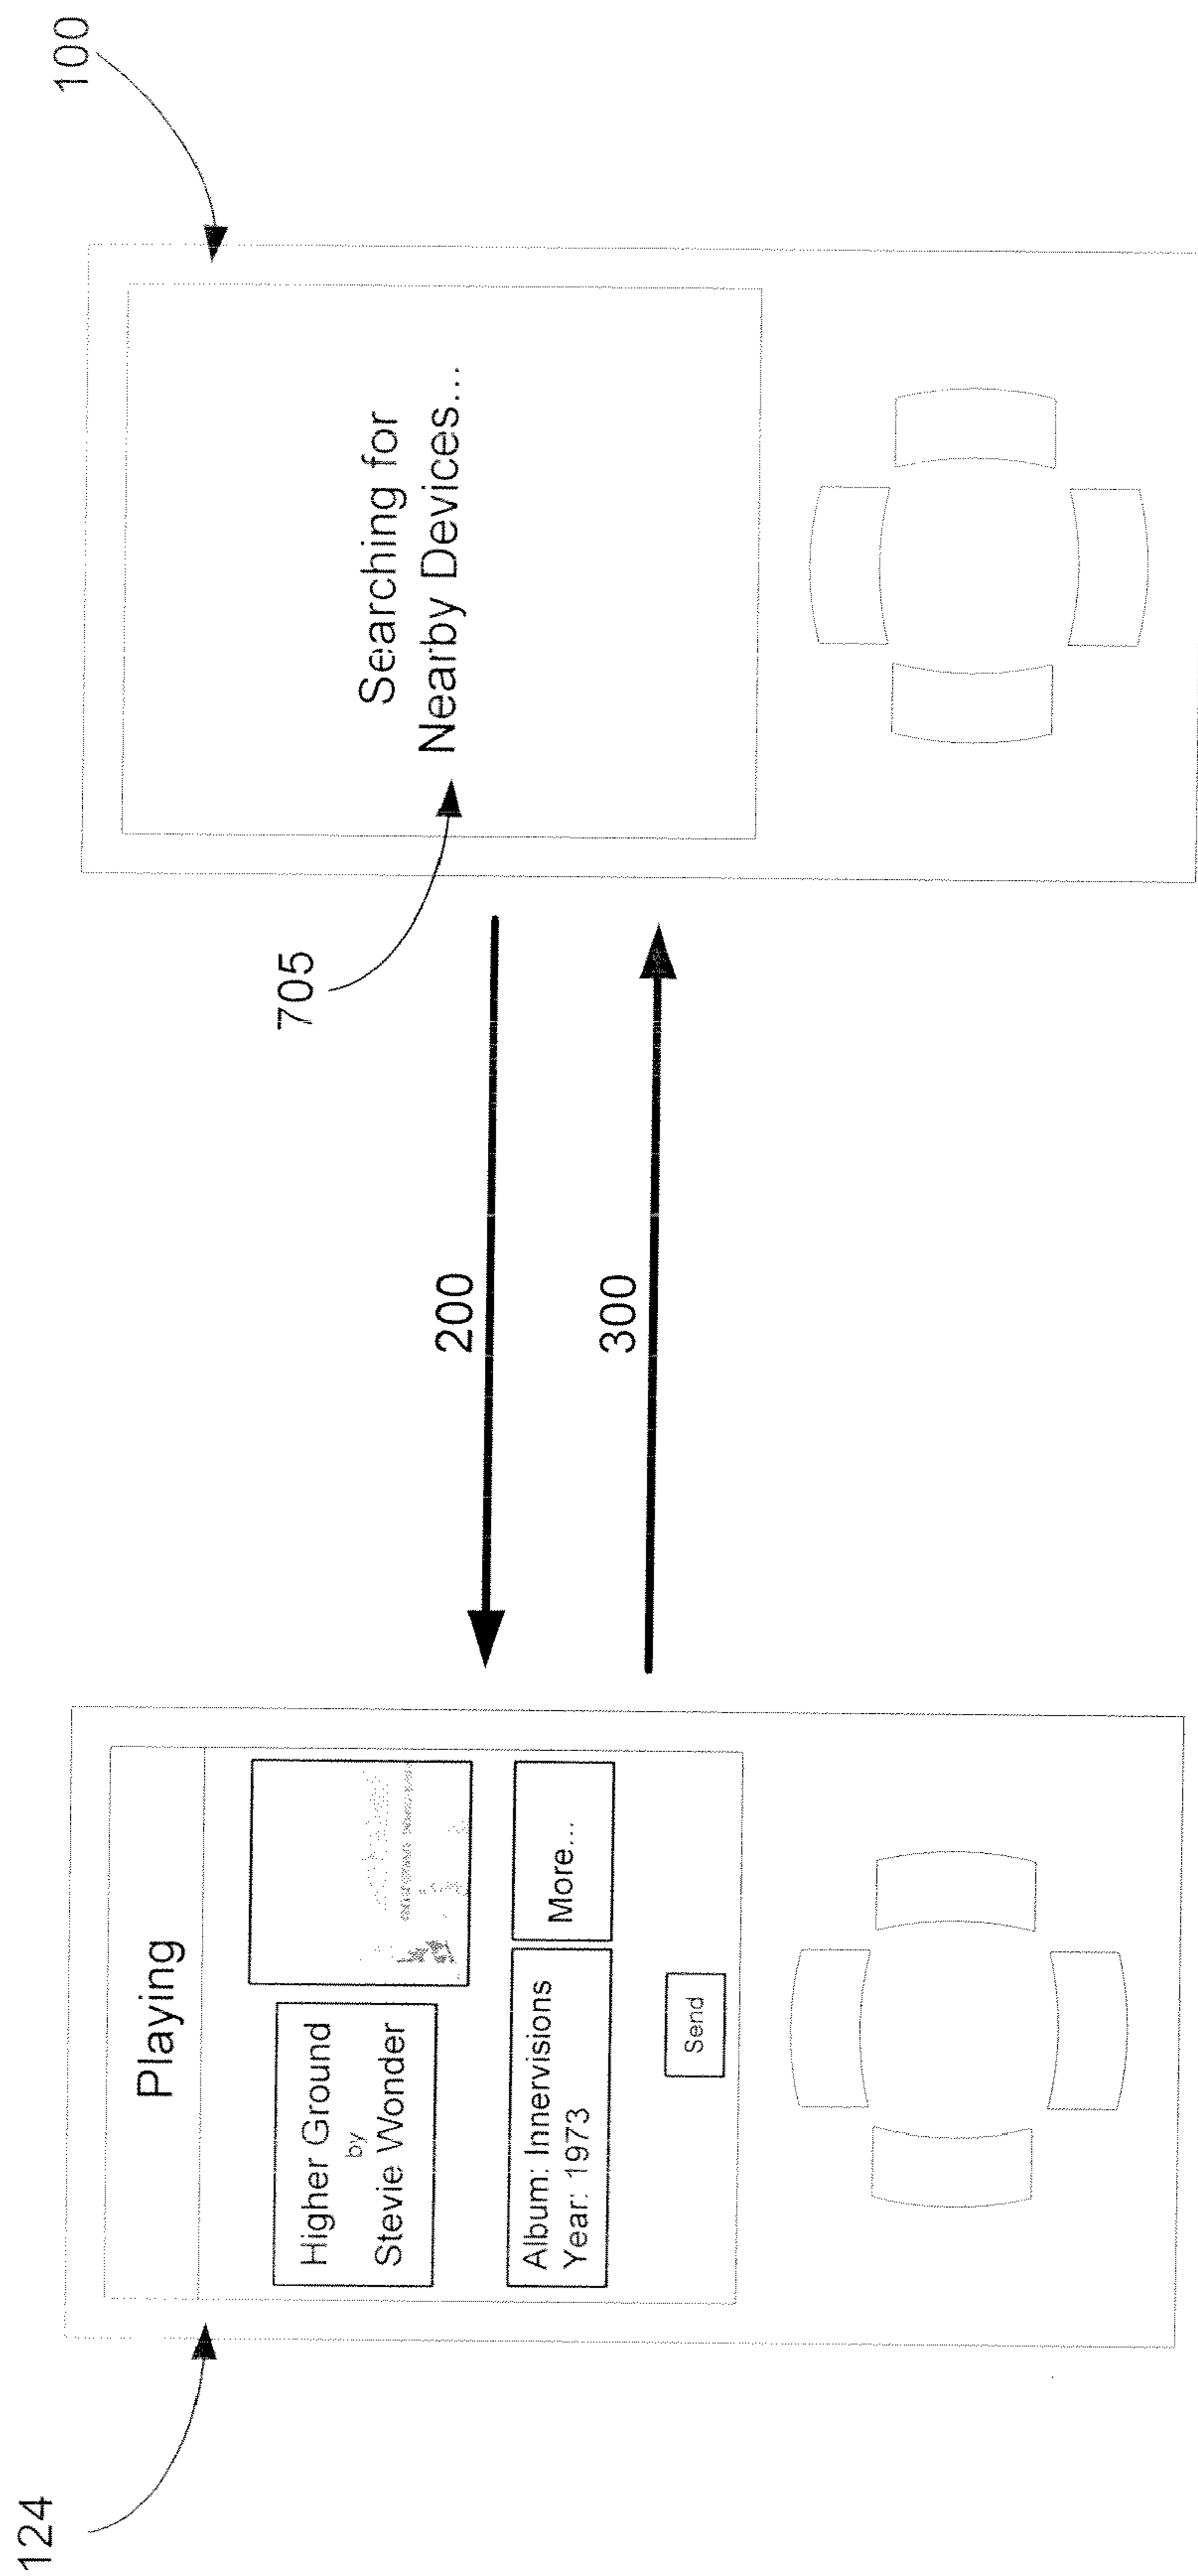 124
Playing
Higher Ground
by
Stevie Wonder
Album: Innervisions
Year: 1973
More...
Send
200
300
705
Searching for
Nearby Devices...
100